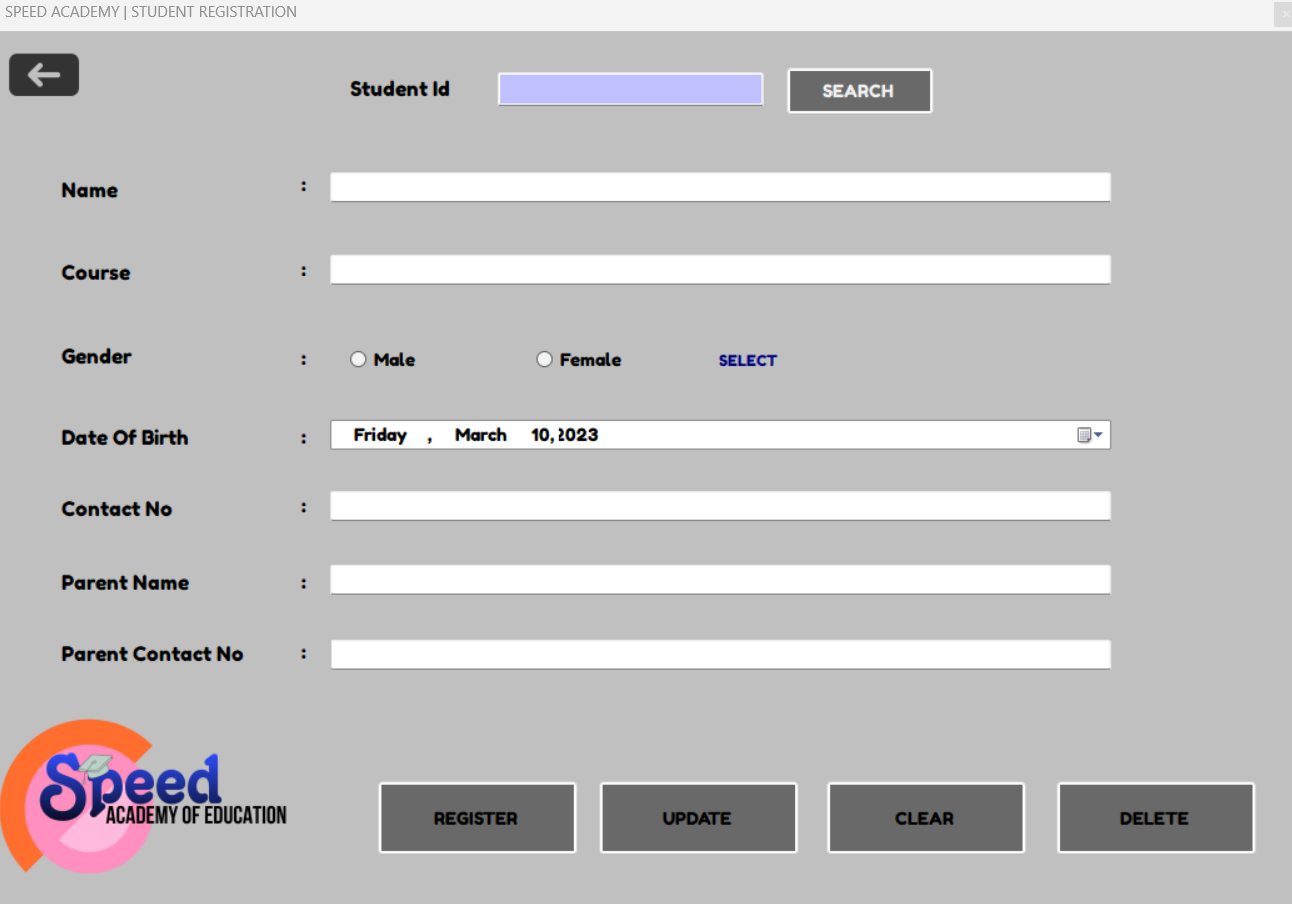 SPEED ACADEMY | STUDENT REGISTRATION
Student Id SEARCH
Name :
Course :
Gender : Male Female SELECT
Date Of Birth : Friday , March 10, 2023
Contact No :
Parent Name :
Parent Contact No :
Speed
ACADEMY OF EDUCATION
REGISTER UPDATE CLEAR DELETE